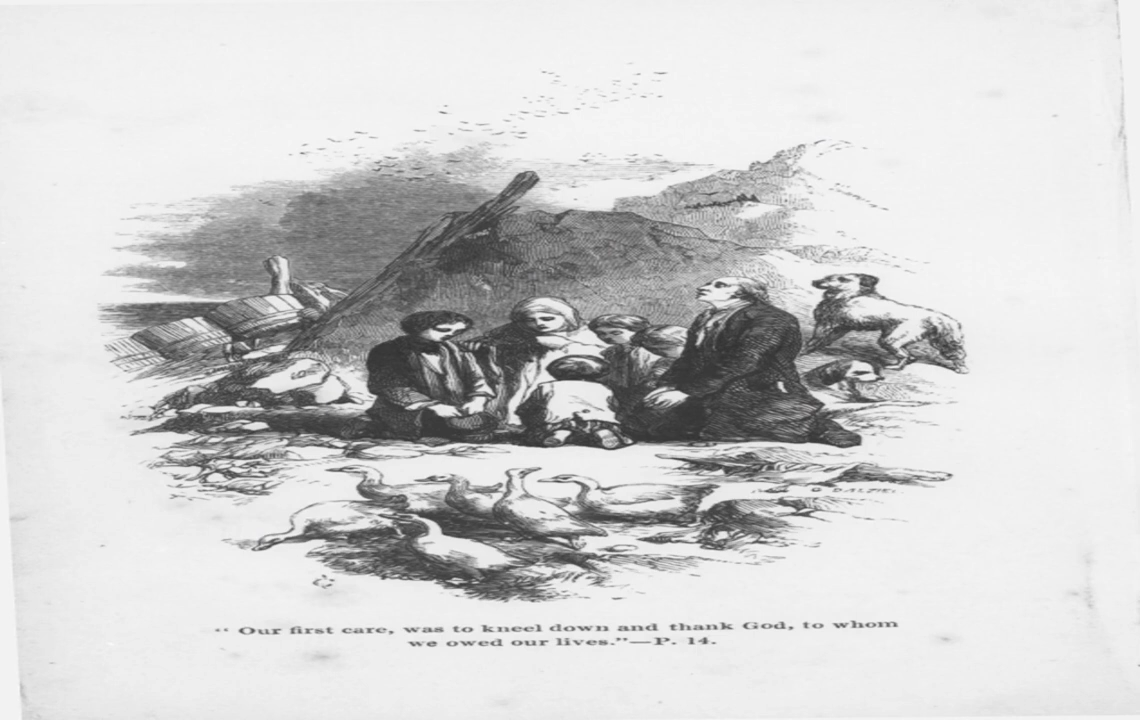 “ Our first care, was to kneel down and thank God, to whom
we owed our lives.”—P. 14.